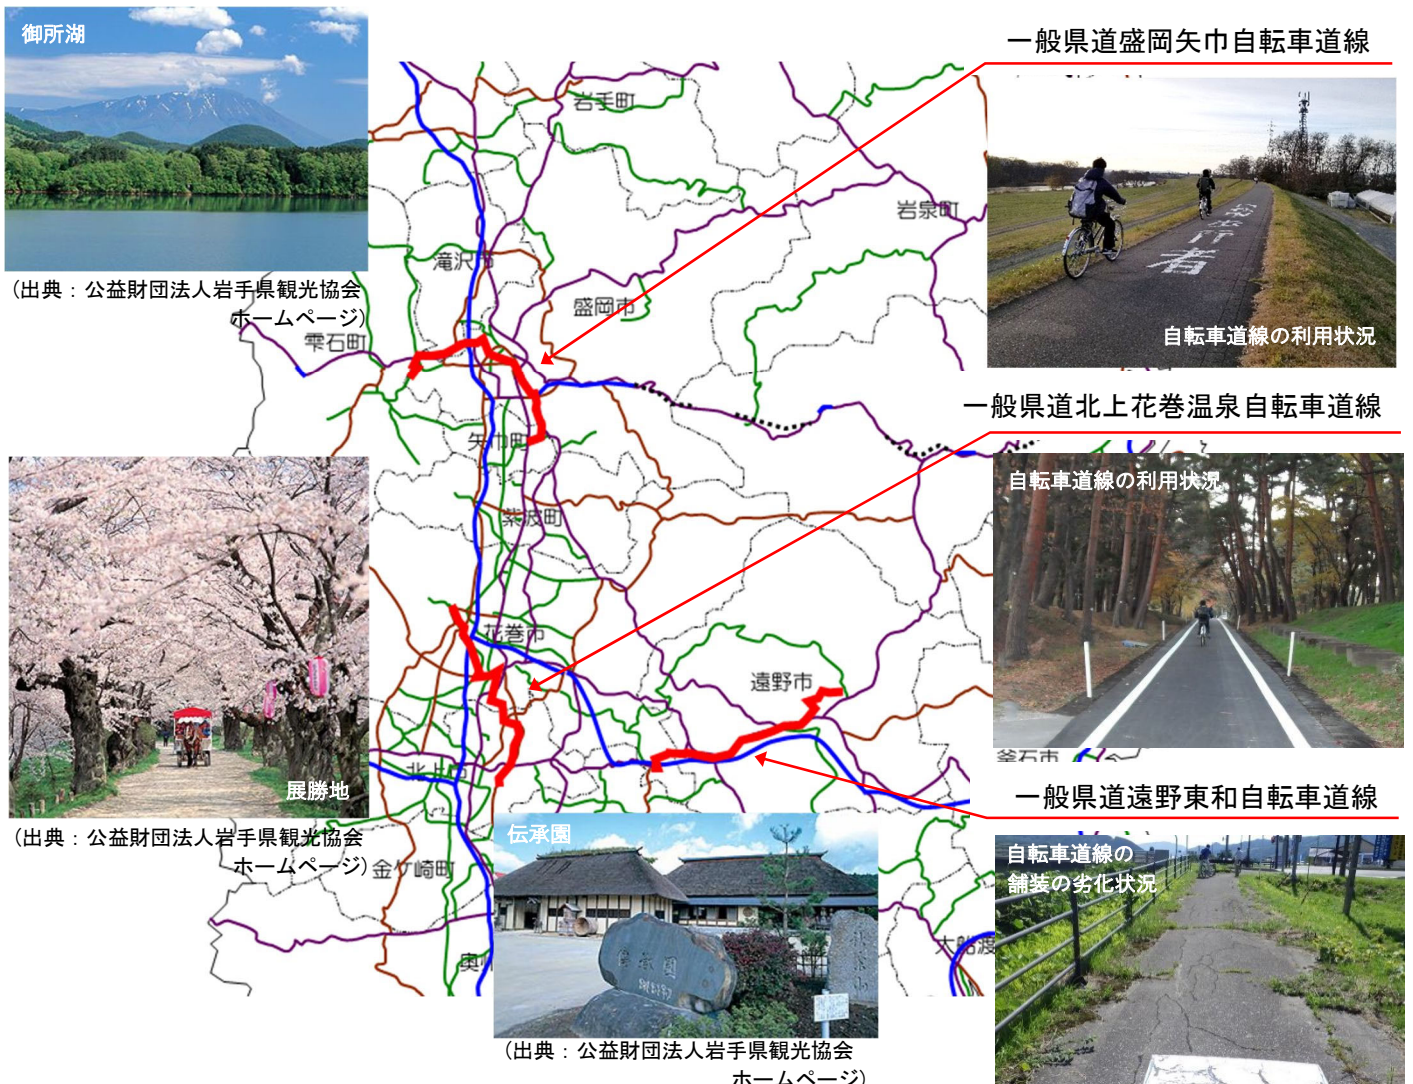 御所湖
(出典：公益財団法人岩手県観光協会
ホームページ)
一般県道盛岡矢巾自転車道線
歩行者
自転車道線の利用状況
岩手町
岩泉町
滝沢市
盛岡市
雫石町
矢巾町
一般県道北上花巻温泉自転車道線
自転車道線の利用状況
紫波町
花巻市
遠野市
釜石市
北上市
展勝地
(出典：公益財団法人岩手県観光協会
ホームページ)
一般県道遠野東和自転車道線
自転車道線の
舗装の劣化状況
金ケ崎町
伝承園
奥州
大船渡
(出典：公益財団法人岩手県観光協会
ホームページ)